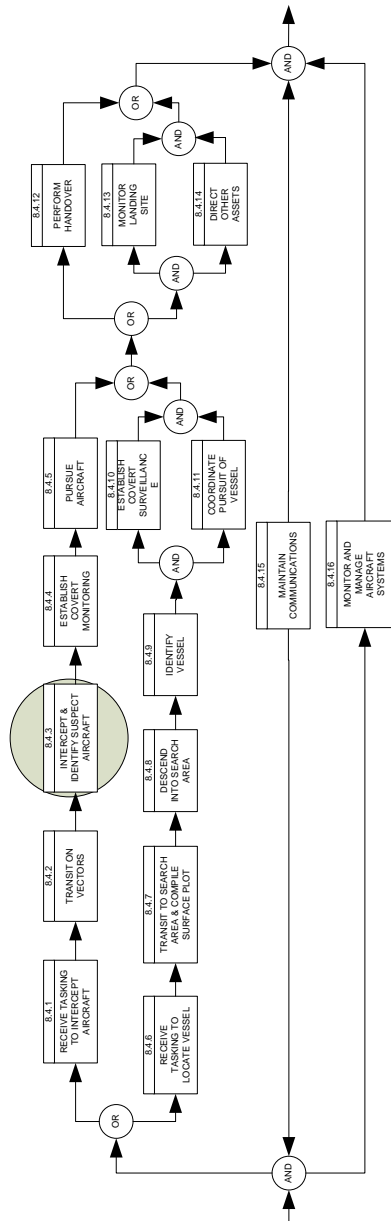 AND
OR
8.4.1
RECEIVE TASKING
TO INTERCEPT
AIRCRAFT
8.4.2
TRANSIT ON
VECTORS
8.4.3
INTERCEPT &
IDENTIFY SUSPECT
AIRCRAFT
8.4.4
ESTABLISH
COVERT
MONITORING
8.4.5
PURSUE
AIRCRAFT
8.4.6
RECEIVE
TASKING TO
LOCATE VESSEL
8.4.7
TRANSIT TO SEARCH
AREA & COMPILE
SURFACE PLOT
8.4.8
DESCEND
INTO SEARCH
AREA
8.4.9
IDENTIFY
VESSEL
AND
8.4.10
ESTABLISH
COVERT
SURVEILLANC
E
8.4.11
COORDINATE
PURSUIT OF
VESSEL
AND
OR
OR
8.4.12
PERFORM
HANDOVER
AND
8.4.13
MONITOR
LANDING
SITE
8.4.14
DIRECT
OTHER
ASSETS
AND
OR
8.4.15
MAINTAIN
COMMUNICATIONS
8.4.16
MONITOR AND
MANAGE
AIRCRAFT
SYSTEMS
AND